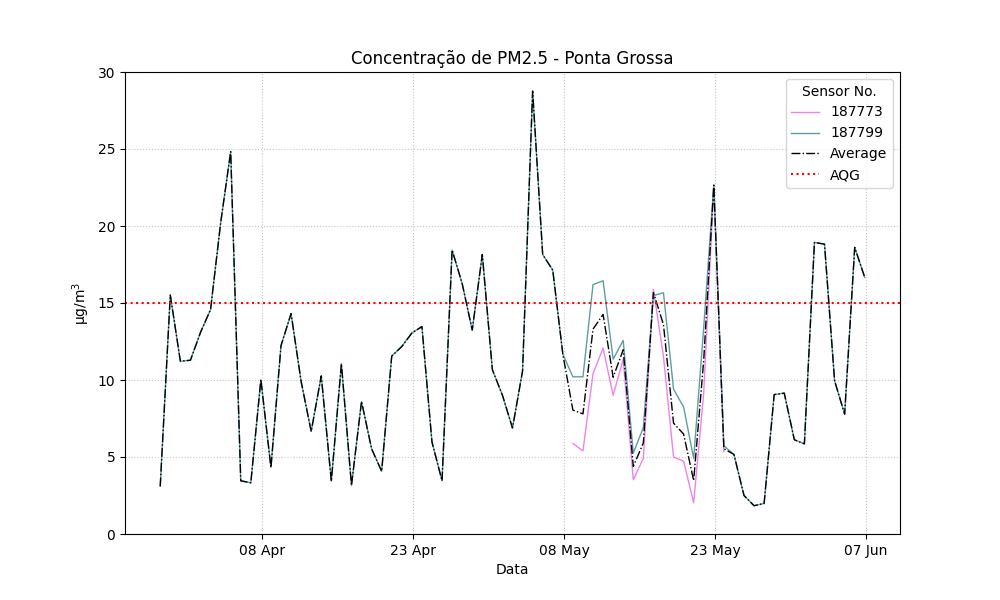 Concentração de PM2.5 - Ponta Grossa
30
25
20
15
10
5
0
µg/m³
Sensor No.
187773
187799
Average
AQG
08 Apr
23 Apr
08 May
23 May
07 Jun
Data